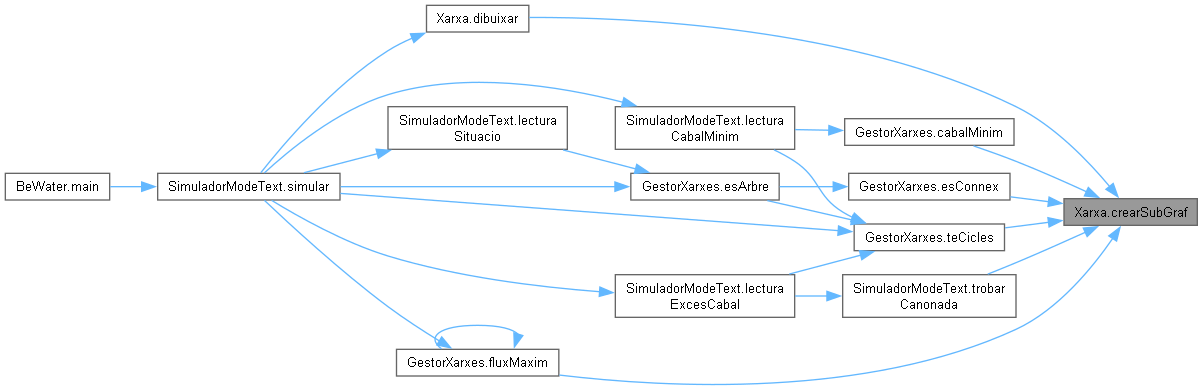 Xarxa.dibuixar
SimuladorModeText.lectura
Situacio
SimuladorModeText.lectura
CabalMinim
GestorXarxes.cabalMinim
BeWater.main
SimuladorModeText.simular
GestorXarxes.esArbre
GestorXarxes.esConnex
Xarxa.crearSubGraf
GestorXarxes.teCicles
SimuladorModeText.lectura
ExcesCabal
SimuladorModeText.trobar
Canonada
GestorXarxes.fluxMaxim